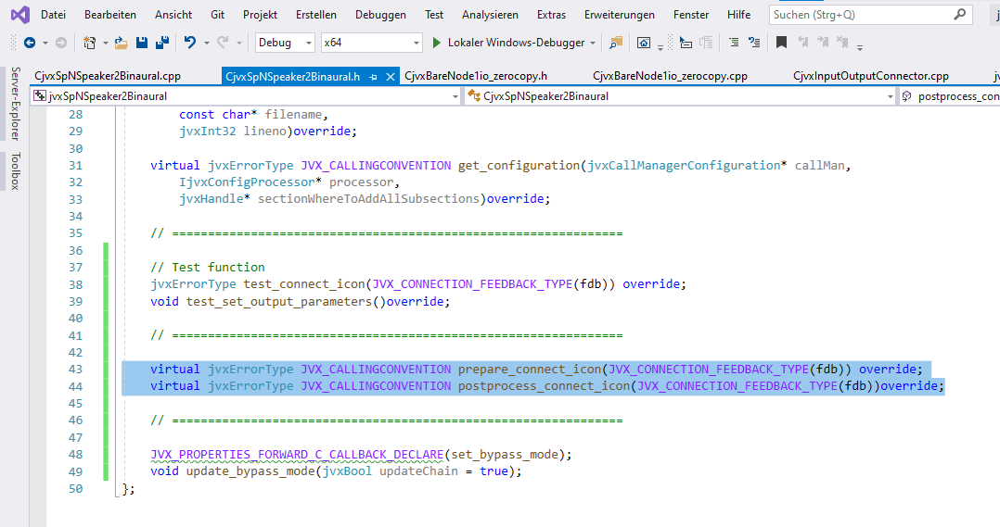 Datei Bearbeiten Ansicht Git Projekt Erstellen Debuggen Test Analysieren Extras Erweiterungen Fenster Hilfe Suchen (Strg+Q)
Debug x64 Lokaler Windows-Debugger
CjvxSpNSpeaker2Binaural.cpp CjvxSpNSpeaker2Binaural.h CjvxBareNode1io_zerocopy.h CjvxBareNode1io_zerocopy.cpp CjvxInputOutputConnector.cpp
jvxSpNSpeaker2Binaural CjvxSpNSpeaker2Binaural postprocess_con
Server-Explorer
Toolbox
28 const char* filename,
29 jvxInt32 lineno)override;
30
31 virtual jvxErrorType JVX_CALLINGCONVENTION get_configuration(jvxCallManagerConfiguration* callMan,
32 IjvxConfigProcessor* processor,
33 jvxHandle* sectionWhereToAddAllSubsections)override;
34
35 // ===============================================================
36
37 // Test function
38 jvxErrorType test_connect_icon(JVX_CONNECTION_FEEDBACK_TYPE(fdb)) override;
39 void test_set_output_parameters()override;
40
41 // ===============================================================
42
43 virtual jvxErrorType JVX_CALLINGCONVENTION prepare_connect_icon(JVX_CONNECTION_FEEDBACK_TYPE(fdb)) override;
44 virtual jvxErrorType JVX_CALLINGCONVENTION postprocess_connect_icon(JVX_CONNECTION_FEEDBACK_TYPE(fdb))override;
45
46 // ===============================================================
47
48 JVX_PROPERTIES_FORWARD_C_CALLBACK_DECLARE(set_bypass_mode);
49 void update_bypass_mode(jvxBool updateChain = true);
50 };